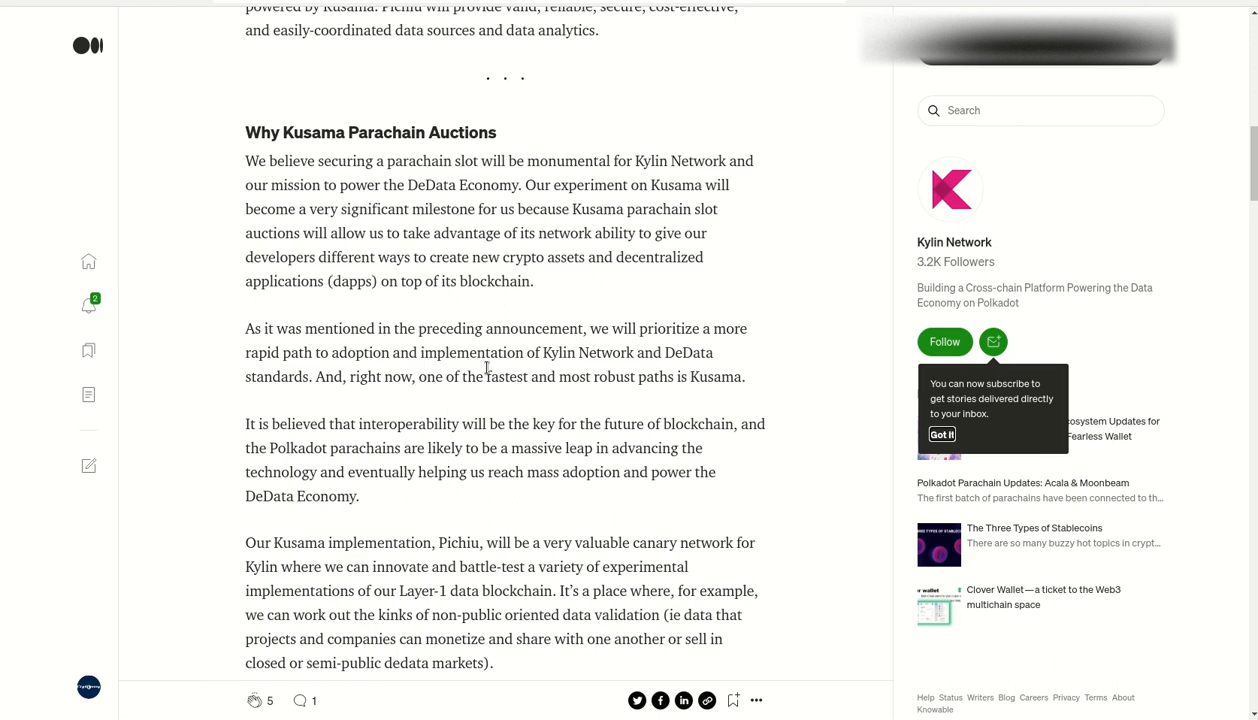 powered by Kusama. Pichiu will provide valid, reliable, secure, cost-effective,
and easily-coordinated data sources and data analytics.
. . .
Why Kusama Parachain Auctions
We believe securing a parachain slot will be monumental for Kylin Network and
our mission to power the DeData Economy. Our experiment on Kusama will
become a very significant milestone for us because Kusama parachain slot
auctions will allow us to take advantage of its network ability to give our
developers different ways to create new crypto assets and decentralized
applications (dapps) on top of its blockchain.
As it was mentioned in the preceding announcement, we will prioritize a more
rapid path to adoption and implementation of Kylin Network and DeData
standards. And, right now, one of the fastest and most robust paths is Kusama.
It is believed that interoperability will be the key for the future of blockchain, and
the Polkadot parachains are likely to be a massive leap in advancing the
technology and eventually helping us reach mass adoption and power the
DeData Economy.
Our Kusama implementation, Pichiu, will be a very valuable canary network for
Kylin where we can innovate and battle-test a variety of experimental
implementations of our Layer-1 data blockchain. It's a place where, for example,
we can work out the kinks of non-public oriented data validation (ie data that
projects and companies can monetize and share with one another or sell in
closed or semi-public dedata markets).
5
1
2
Search
Kylin Network
3.2K Followers
Building a Cross-chain Platform Powering the Data
Economy on Polkadot
Follow
You can now subscribe to
get stories delivered directly
to your inbox.
Got it
cosystem Updates for
Fearless Wallet
Polkadot Parachain Updates: Acala & Moonbeam
The first batch of parachains have been connected to th...
The Three Types of Stablecoins
There are so many buzzy hot topics in crypt...
Clover Wallet — a ticket to the Web3
multichain space
Help Status Writers Blog Careers Privacy Terms About
Knowable